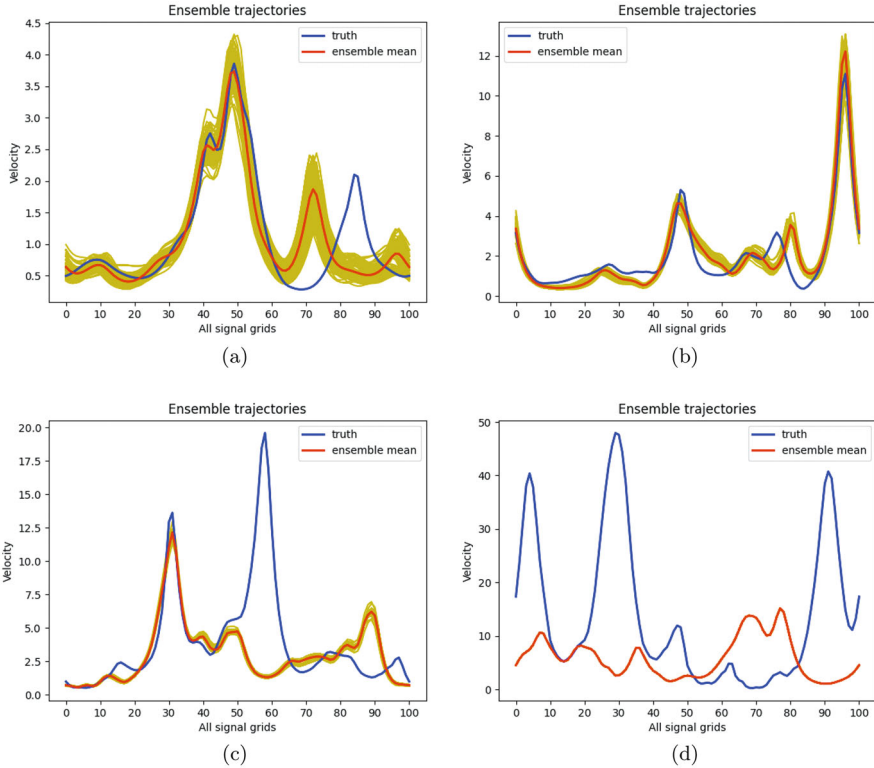 Ensemble trajectories
truth
ensemble mean
Velocity
4.5
4.0
3.5
3.0
2.5
2.0
1.5
1.0
0.5
0 10 20 30 40 50 60 70 80 90 100
All signal grids
(a)
Ensemble trajectories
truth
ensemble mean
Velocity
12
10
8
6
4
2
0
0 10 20 30 40 50 60 70 80 90 100
All signal grids
(b)
Ensemble trajectories
truth
ensemble mean
Velocity
20.0
17.5
15.0
12.5
10.0
7.5
5.0
2.5
0.0
0 10 20 30 40 50 60 70 80 90 100
All signal grids
(c)
Ensemble trajectories
truth
ensemble mean
Velocity
50
40
30
20
10
0
0 10 20 30 40 50 60 70 80 90 100
All signal grids
(d)